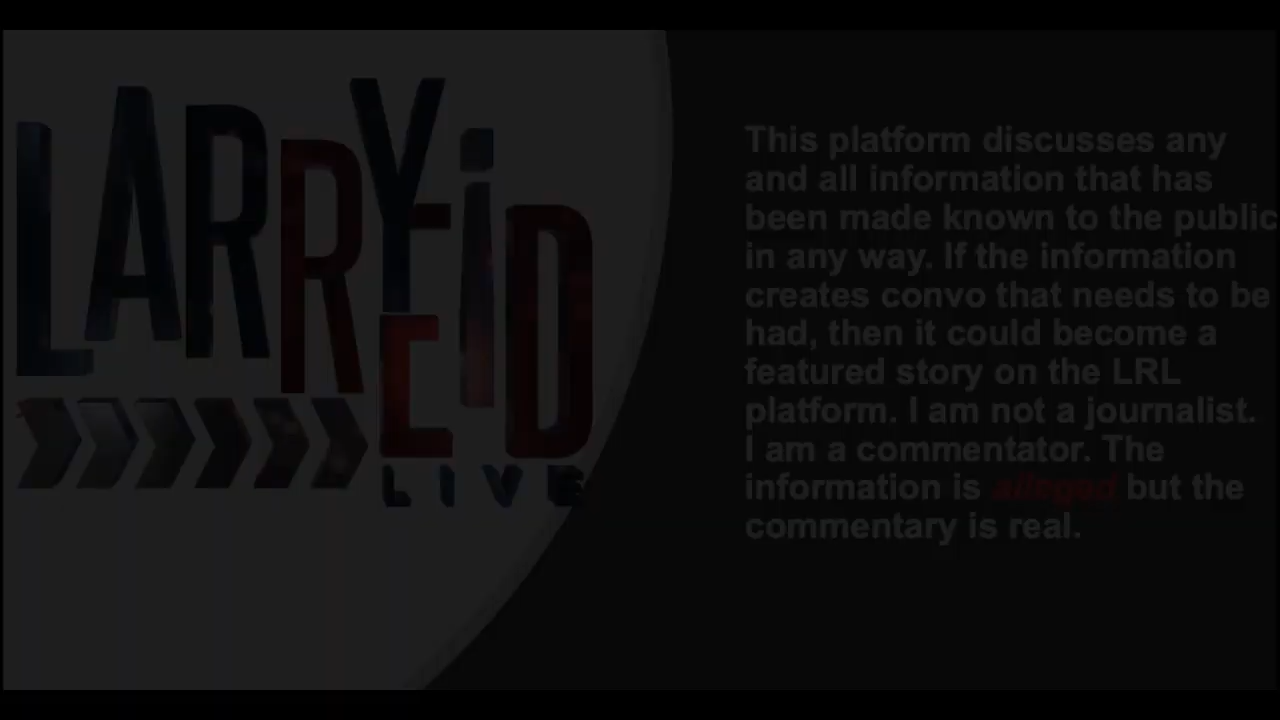 LARRY
REiD
LIVE
This platform discusses any
and all information that has
been made known to the public
in any way. If the information
creates convo that needs to be
had, then it could become a
featured story on the LRL
platform. I am not a journalist.
I am a commentator. The
information is alleged but the
commentary is real.